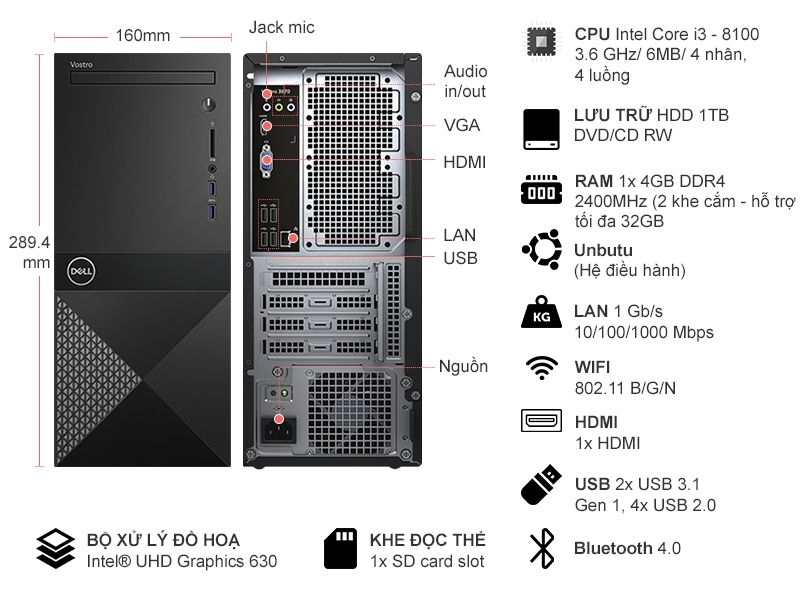 160mm
Jack mic
Vostro
289.4
mm
DELL
Audio
in/out
VGA
HDMI
LAN
USB
Nguồn
CPU Intel Core i3 - 8100
3.6 GHz/ 6MB/ 4 nhân,
4 luồng
LƯU TRỮ HDD 1TB
DVD/CD RW
RAM 1x 4GB DDR4
2400MHz (2 khe cắm - hỗ trợ
tối đa 32GB
Unbutu
(Hệ điều hành)
KG
LAN 1 Gb/s
10/100/1000 Mbps
WIFI
802.11 B/G/N
HDMI
1x HDMI
USB 2x USB 3.1
Gen 1, 4x USB 2.0
BỘ XỬ LÝ ĐỒ HOẠ
Intel® UHD Graphics 630
KHE ĐỌC THẺ
1x SD card slot
Bluetooth 4.0